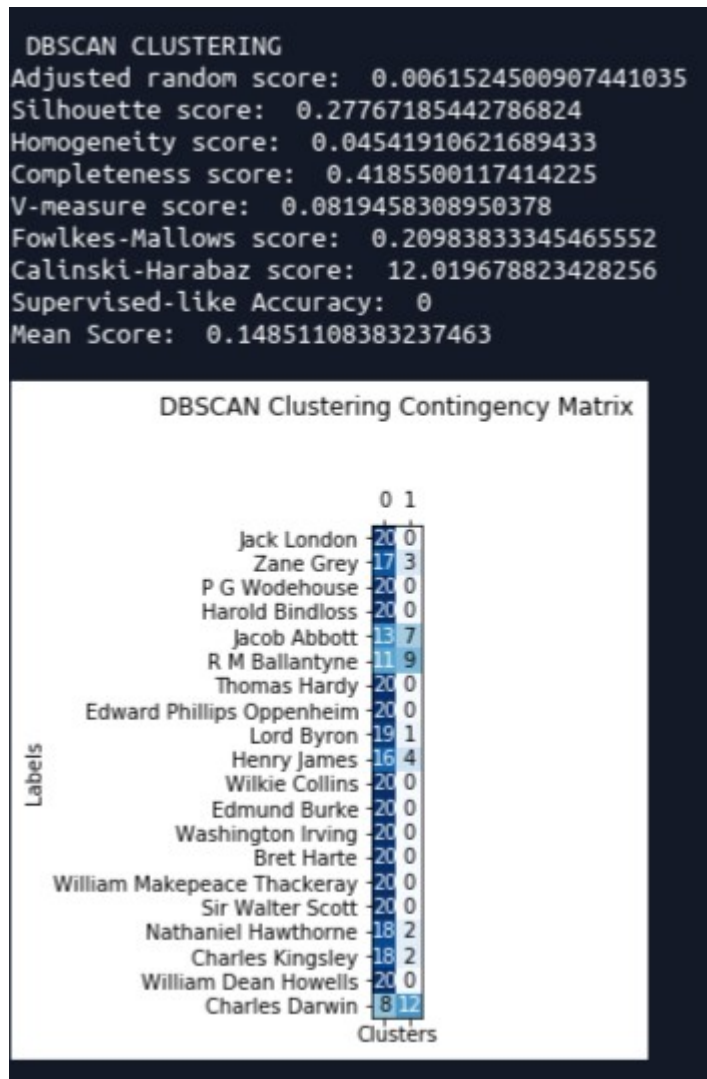 DBSCAN CLUSTERING
Adjusted random score:  0.0061524500907441035
Silhouette score:  0.27767185442786824
Homogeneity score:  0.04541910621689433
Completeness score:  0.4185500117414225
V-measure score:  0.0819458308950378
Fowlkes-Mallows score:  0.20983833345465552
Calinski-Harabaz score:  12.019678823428256
Supervised-like Accuracy:  0
Mean Score:  0.14851108383237463
DBSCAN Clustering Contingency Matrix
0 1
Jack London 20 0
Zane Grey 17 3
P G Wodehouse 20 0
Harold Bindloss 20 0
Jacob Abbott 13 7
R M Ballantyne 11 9
Thomas Hardy 20 0
Edward Phillips Oppenheim 20 0
Lord Byron 19 1
Henry James 16 4
Wilkie Collins 20 0
Edmund Burke 20 0
Washington Irving 20 0
Bret Harte 20 0
William Makepeace Thackeray 20 0
Sir Walter Scott 20 0
Nathaniel Hawthorne 18 2
Charles Kingsley 18 2
William Dean Howells 20 0
Charles Darwin 8 12
Labels
Clusters